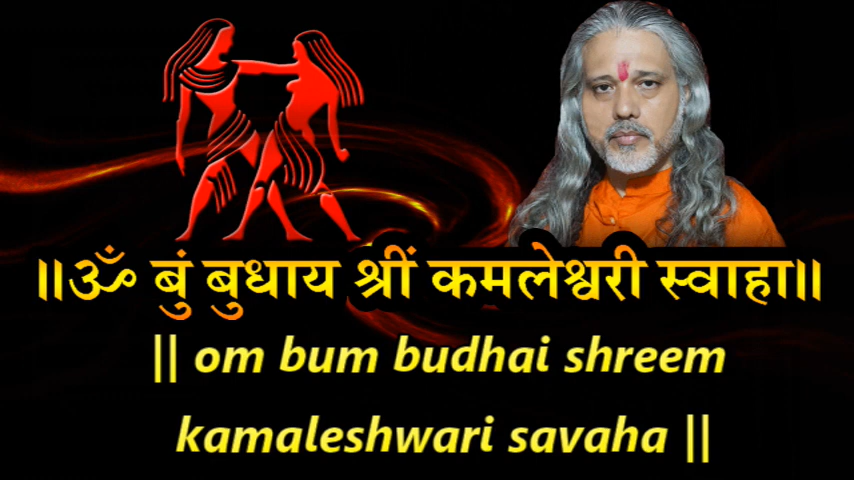 ॥ॐ बुं बुधाय श्रीं कमलेश्वरी स्वाहा॥
|| om bum budhai shreem
kamaleshwari savaha ||